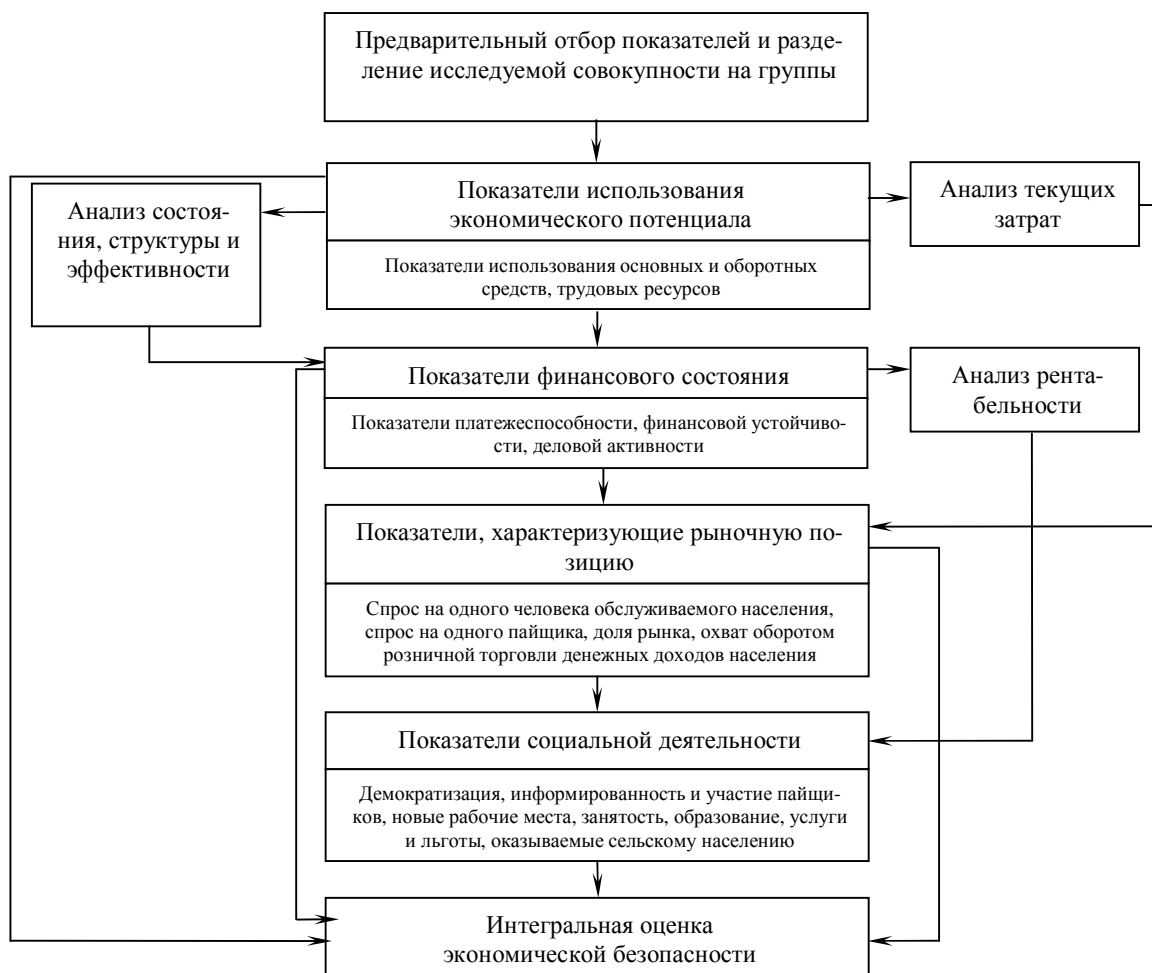 Предварительный отбор показателей и разде-
ление исследуемой совокупности на группы
Показатели использования
экономического потенциала
Анализ текущих
затрат
Анализ состоя-
ния, структуры и
эффективности
Показатели использования основных и оборотных
средств, трудовых ресурсов
Показатели финансового состояния
Анализ рента-
бельности
Показатели платежеспособности, финансовой устойчиво-
сти, деловой активности
Показатели, характеризующие рыночную по-
зицию
Спрос на одного человека обслуживаемого населения,
спрос на одного пайщика, доля рынка, охват оборотом
розничной торговли денежных доходов населения
Показатели социальной деятельности
Демократизация, информированность и участие пайщи-
ков, новые рабочие места, занятость, образование, услуги
и льготы, оказываемые сельскому населению
Интегральная оценка
экономической безопасности